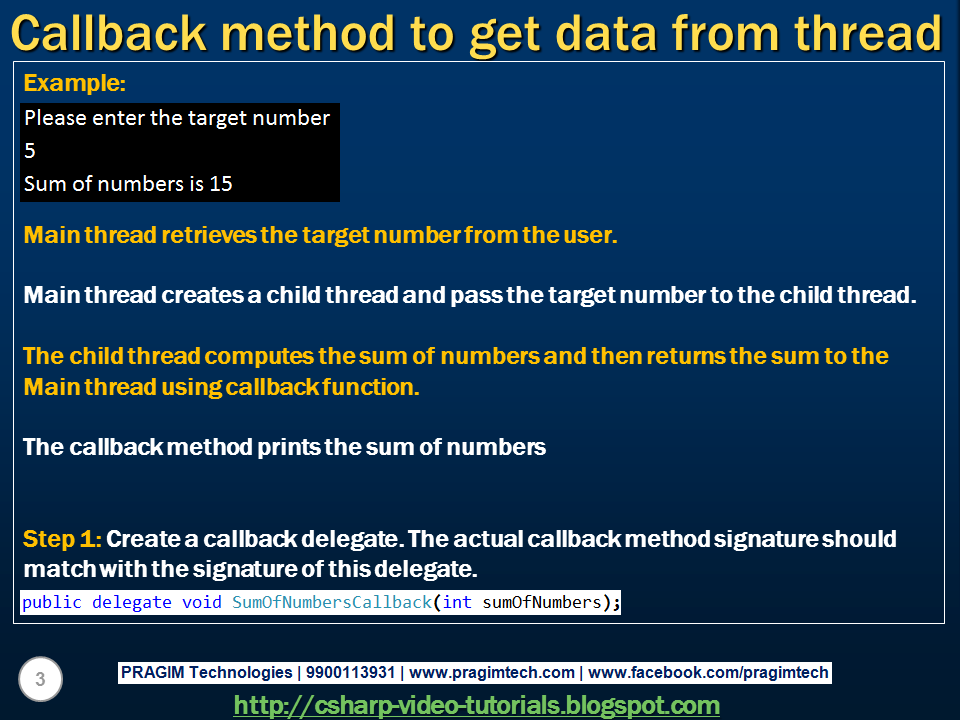 Callback method to get data from thread
Example:
Please enter the target number
5
Sum of numbers is 15
Main thread retrieves the target number from the user.
Main thread creates a child thread and pass the target number to the child thread.
The child thread computes the sum of numbers and then returns the sum to the
Main thread using callback function.
The callback method prints the sum of numbers
Step 1: Create a callback delegate. The actual callback method signature should
match with the signature of this delegate.
public delegate void SumOfNumbersCallback(int sumOfNumbers);
3
PRAGIM Technologies | 9900113931 | www.pragimtech.com | www.facebook.com/pragimtech
http://csharp-video-tutorials.blogspot.com